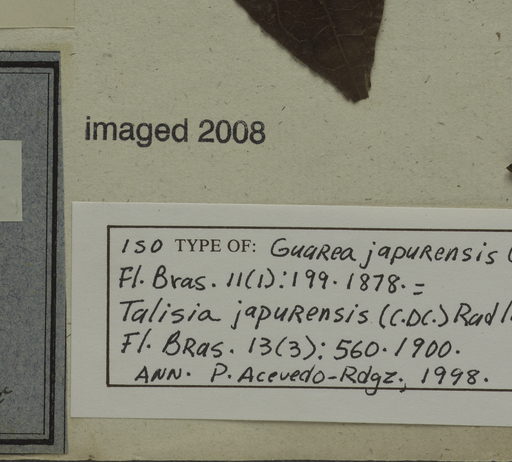 imaged 2008
ISO TYPE OF: Guarea japurensis
Fl. Bras. 11(1):199. 1878. =
Talisia japurensis (C.DC.) Radl.
Fl. Bras. 13(3): 560. 1900.
ANN. P. Acevedo-Rdgz., 1998.